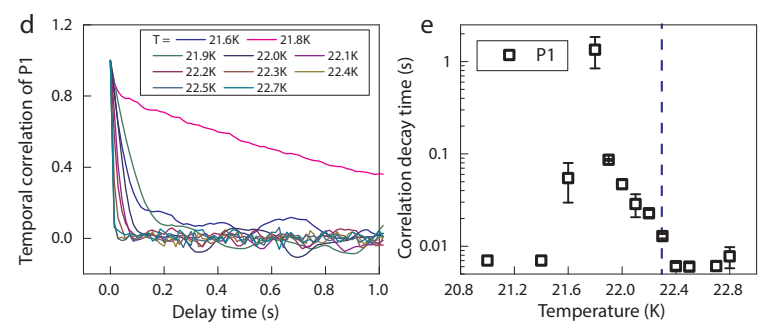 d
1.2
0.8
0.4
0.0
Temporal correlation of P1
T = 21.6K 21.8K
21.9K 22.0K 22.1K
22.2K 22.3K 22.4K
22.5K 22.7K
0.0 0.2 0.4 0.6 0.8 1.0
Delay time (s)
e
1
0.1
0.01
Correlation decay time (s)
P1
20.8 21.2 21.6 22.0 22.4 22.8
Temperature (K)